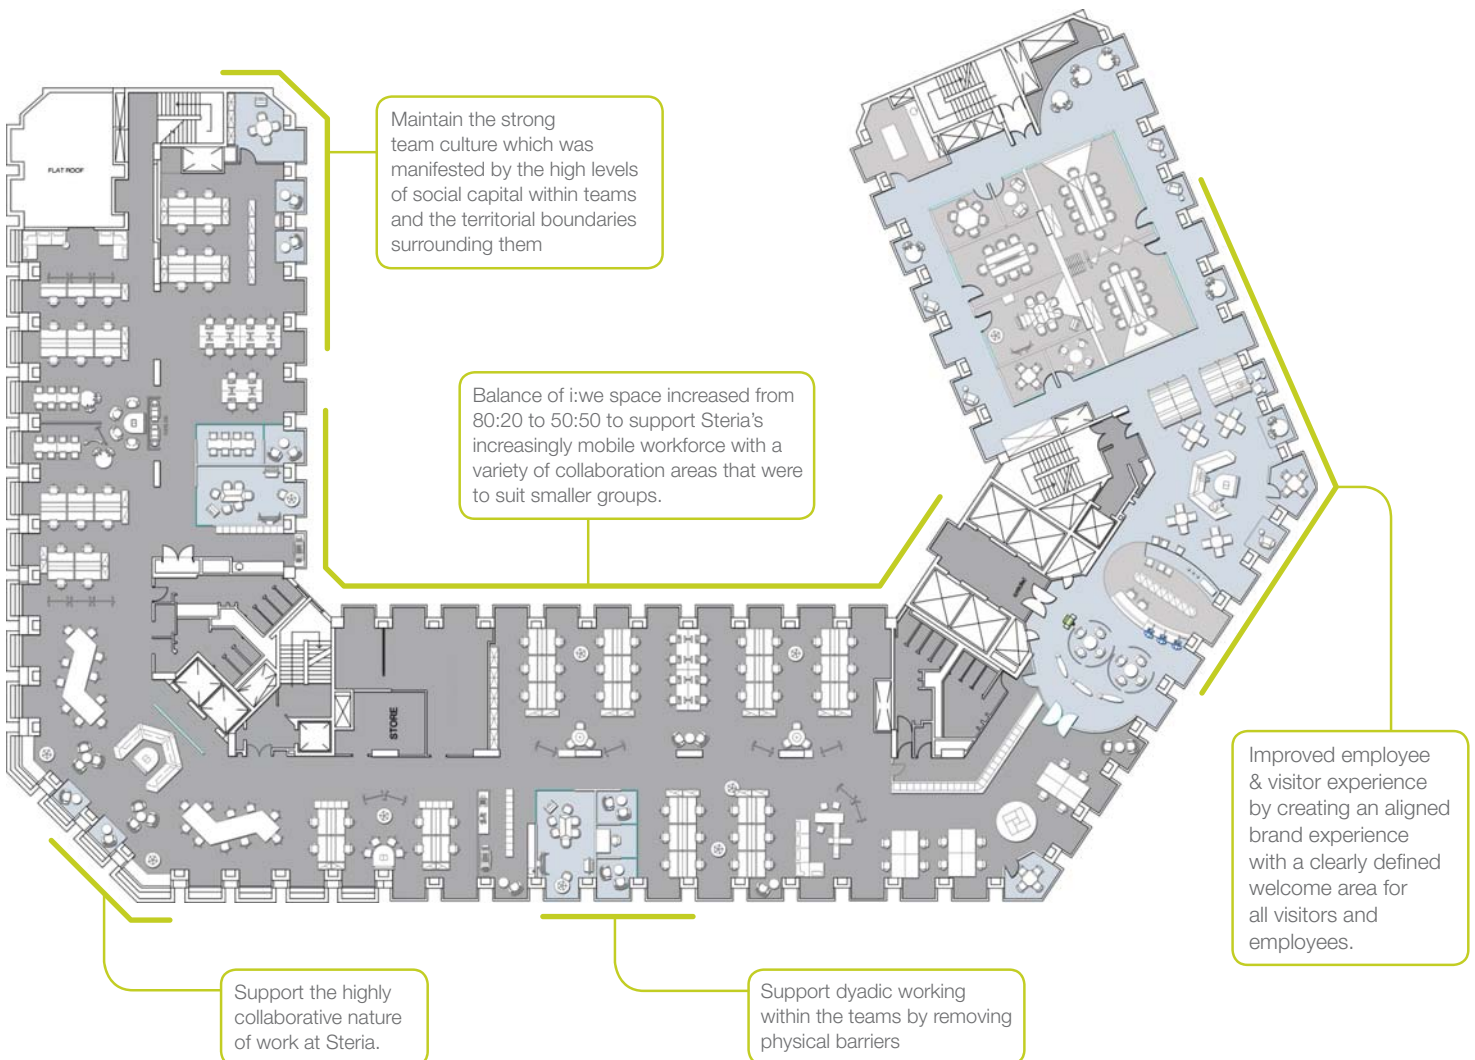 FLAT ROOF
Maintain the strong
team culture which was
manifested by the high levels
of social capital within teams
and the territorial boundaries
surrounding them
Balance of i:we space increased from
80:20 to 50:50 to support Steria's
increasingly mobile workforce with a
variety of collaboration areas that were
to suit smaller groups.
STORE
Improved employee
& visitor experience
by creating an aligned
brand experience
with a clearly defined
welcome area for
all visitors and
employees.
Support the highly
collaborative nature
of work at Steria.
Support dyadic working
within the teams by removing
physical barriers